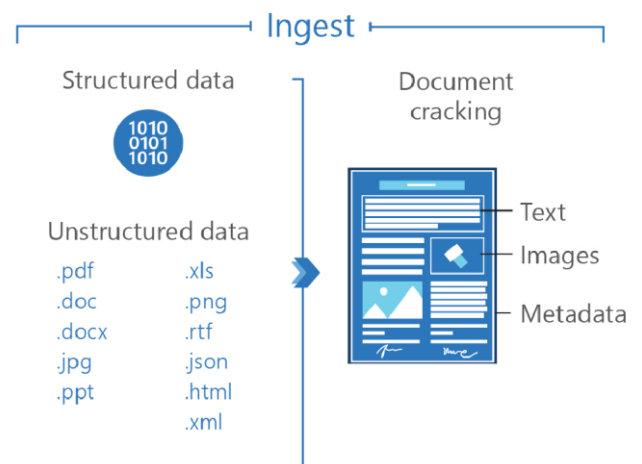 Ingest
Structured data
1010
0101
1010
Unstructured data
.pdf
.doc
.docx
.jpg
.ppt
.xls
.png
.rtf
.json
.html
.xml
Document
cracking
Text
Images
Metadata